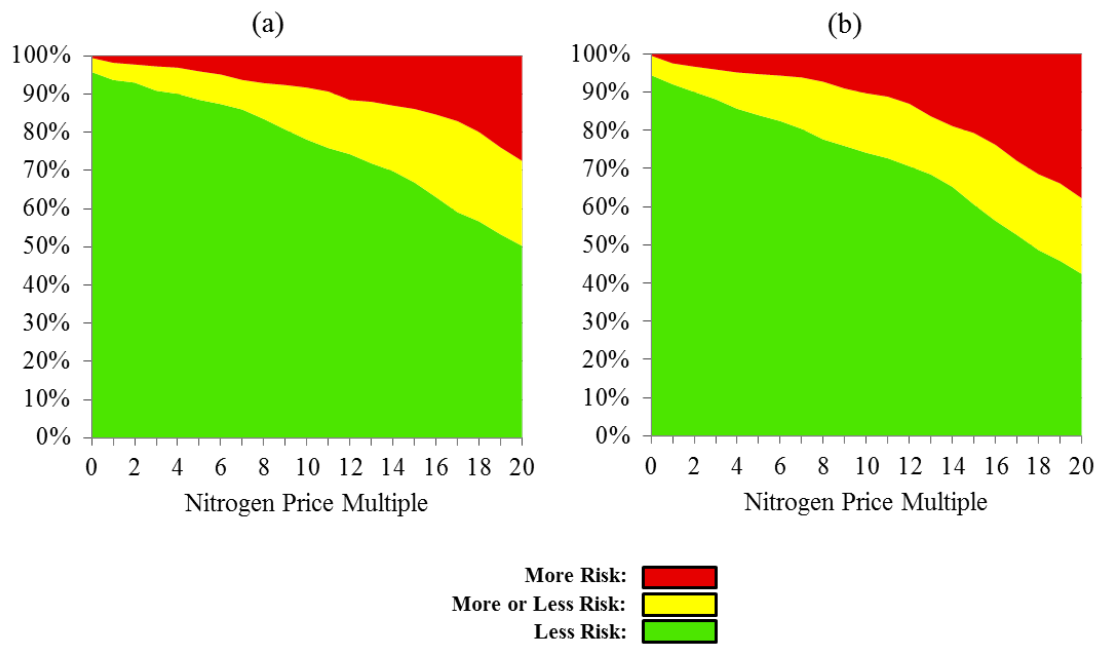 (a)
100%
90%
80%
70%
60%
50%
40%
30%
20%
10%
0%
0 2 4 6 8 10 12 14 16 18 20
Nitrogen Price Multiple
(b)
100%
90%
80%
70%
60%
50%
40%
30%
20%
10%
0%
0 2 4 6 8 10 12 14 16 18 20
Nitrogen Price Multiple
More Risk:
More or Less Risk:
Less Risk: